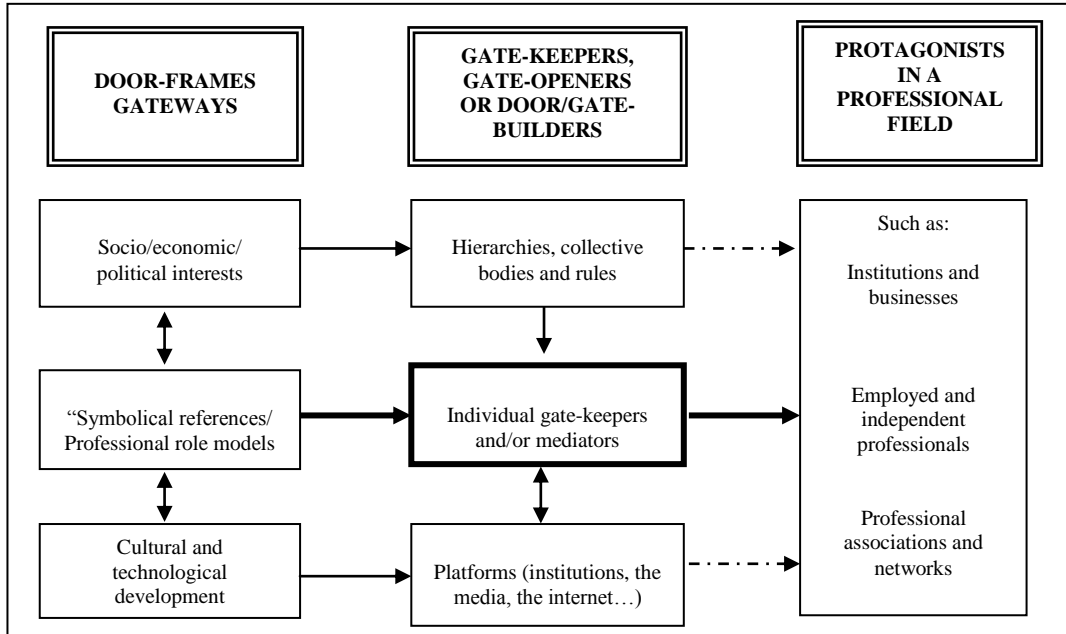 DOOR-FRAMES
GATEWAYS
GATE-KEEPERS,
GATE-OPENERS
OR DOOR/GATE-
BUILDERS
PROTAGONISTS
IN A
PROFESSIONAL
FIELD
Socio/economic/
political interests
Hierarchies, collective
bodies and rules
Such as:
Institutions and
businesses
“Symbolical references/
Professional role models
Individual gate-keepers
and/or mediators
Employed and
independent
professionals
Cultural and
technological
development
Platforms (institutions, the
media, the internet…)
Professional
associations and
networks